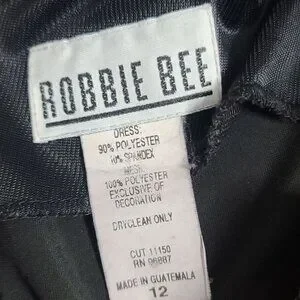 ROBBIE BEE
DRESS:
90% POLYESTER
10% SPANDEX
MESH:
100% POLYESTER
EXCLUSIVE OF
DECORATION
DRYCLEAN ONLY
CUT 11150
RN 96887
MADE IN GUATEMALA
12